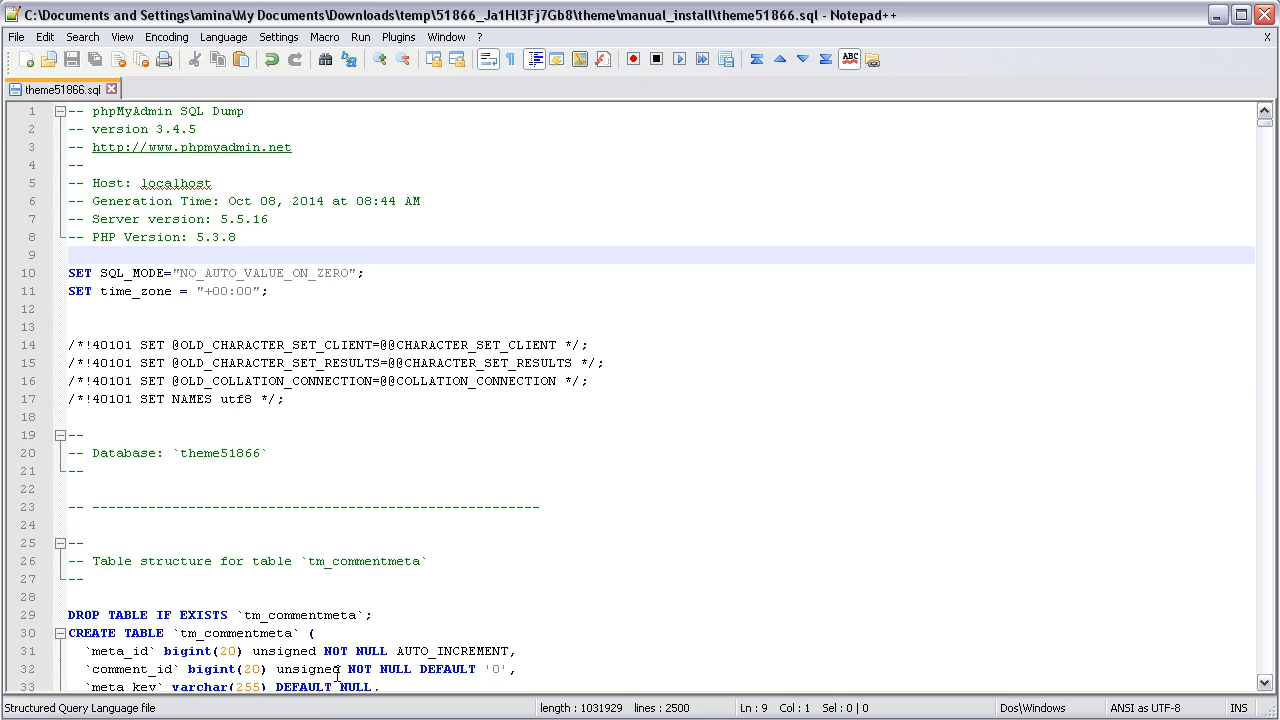 C:\Documents and Settings\amina\My Documents\Downloads\temp\51866_Ja1Hl3Fj7Gb8\theme\manual_install\theme51866.sql - Notepad++
File Edit Search View Encoding Language Settings Macro Run Plugins Window ? X
ABC
theme51866.sql
1 -- phpMyAdmin SQL Dump
2 -- version 3.4.5
3 -- http://www.phpmyadmin.net
4 --
5 -- Host: localhost
6 -- Generation Time: Oct 08, 2014 at 08:44 AM
7 -- Server version: 5.5.16
8 -- PHP Version: 5.3.8
9
10 SET SQL_MODE="NO_AUTO_VALUE_ON_ZERO";
11 SET time_zone = "+00:00";
12
13
14 /*!40101 SET @OLD_CHARACTER_SET_CLIENT=@@CHARACTER_SET_CLIENT */;
15 /*!40101 SET @OLD_CHARACTER_SET_RESULTS=@@CHARACTER_SET_RESULTS */;
16 /*!40101 SET @OLD_COLLATION_CONNECTION=@@COLLATION_CONNECTION */;
17 /*!40101 SET NAMES utf8 */;
18
19 --
20 -- Database: `theme51866`
21 --
22
23 -- --------------------------------------------------------
24
25 --
26 -- Table structure for table `tm_commentmeta`
27 --
28
29 DROP TABLE IF EXISTS `tm_commentmeta`;
30 CREATE TABLE `tm_commentmeta` (
31 `meta_id` bigint(20) unsigned NOT NULL AUTO_INCREMENT,
32 `comment_id` bigint(20) unsigned NOT NULL DEFAULT '0',
33 `meta_key` varchar(255) DEFAULT NULL,
Structured Query Language file length : 1031929 lines : 2500 Ln : 9 Col : 1 Sel : 0 | 0 Dos\Windows ANSI as UTF-8 INS